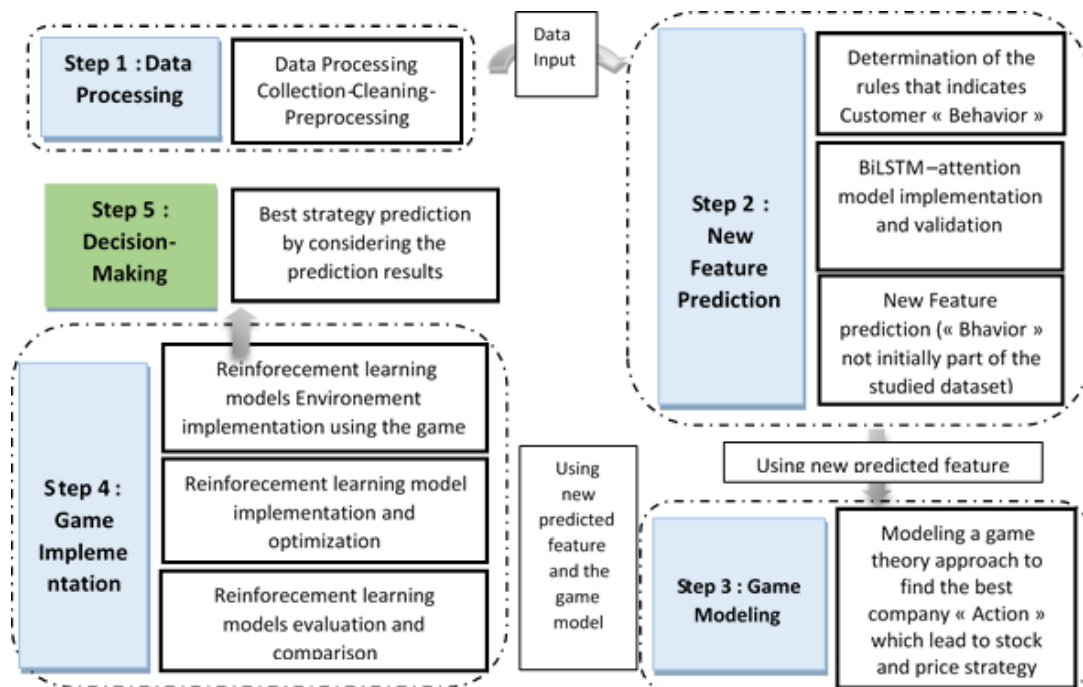 Step 1 : Data
Processing
Data Processing
Collection-Cleaning-
Preprocessing
Data
Input
Step 2 :
New
Feature
Prediction
Determination of the
rules that indicates
Customer « Behavior »
BiLSTM–attention
model implementation
and validation
New Feature
prediction (« Bhavior »
not initially part of the
studied dataset)
Using new predicted feature
Step 3 : Game
Modeling
Modeling a game
theory approach to
find the best
company « Action »
which lead to stock
and price strategy
Using
new
predicted
feature
and the
game
model
Step 4 :
Game
Impleme
ntation
Reinforecement learning
models Environement
implementation using the game
Reinforcement learning model
implementation and
optimization
Reinforcement learning
models evaluation and
comparison
Step 5 :
Decision-
Making
Best strategy prediction
by considering the
prediction results